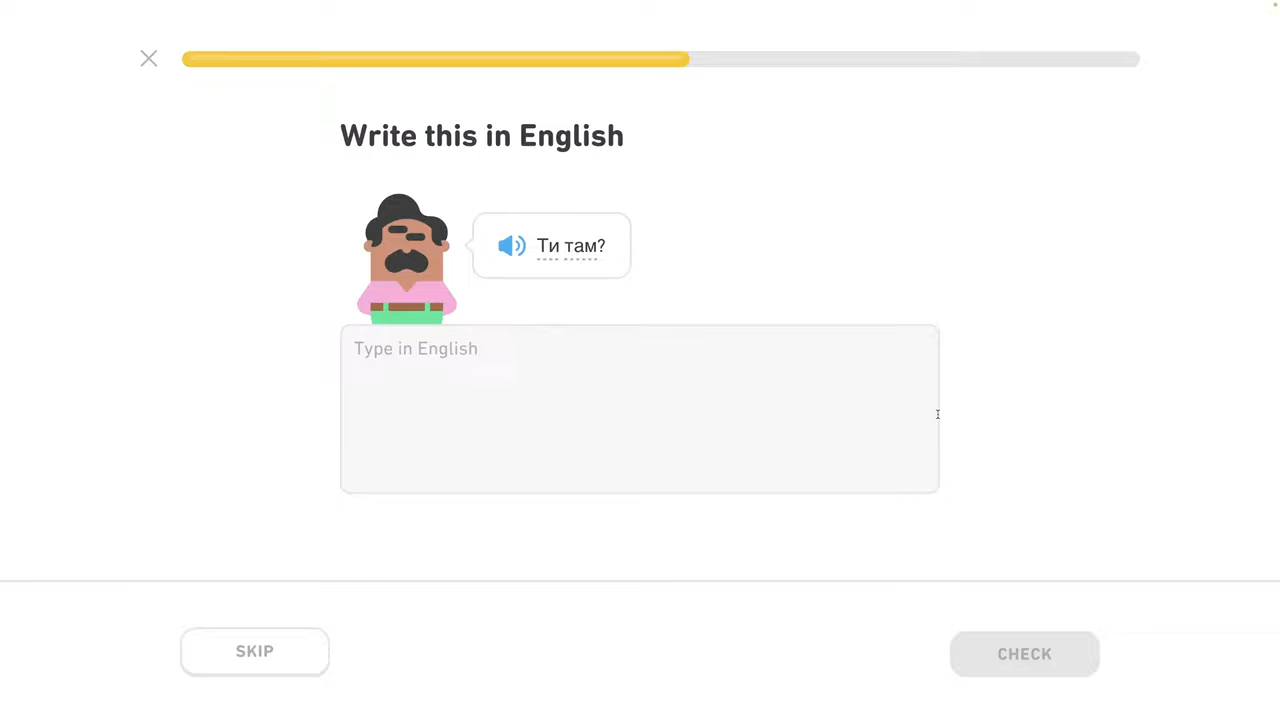 Write this in English
Ти там?
Type in English
SKIP
CHECK